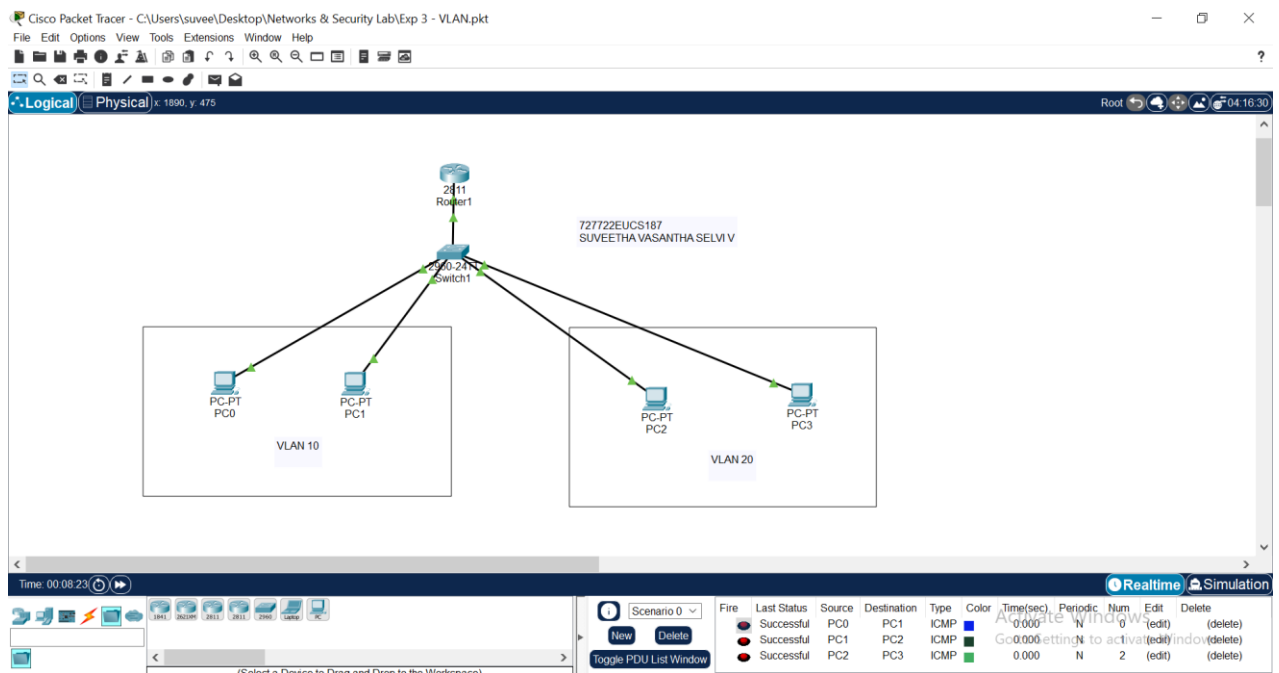 Cisco Packet Tracer - C:\Users\suvee\Desktop\Networks & Security Lab\Exp 3 - VLAN.pkt
File Edit Options View Tools Extensions Window Help
?
Logical Physical x: 1890, y: 475 Root 04:16:30
2811
Router1
727722EUCS187
SUVEETHA VASANTHA SELVI V
Switch1
PC-PT
PC0
PC-PT
PC1
VLAN 10
PC-PT
PC2
PC-PT
PC3
VLAN 20
Time: 00:08:23 Realtime Simulation
1841 2621XM 2811 2811 2960 Laptop PC
Scenario 0
New Delete
Toggle PDU List Window
Fire Last Status Source Destination Type Color Time(sec) Periodic Num Edit Delete
Successful PC0 PC1 ICMP 0.000 N 0 (edit) (delete)
Successful PC1 PC2 ICMP 0.000 N 1 (edit) (delete)
Successful PC2 PC3 ICMP 0.000 N 2 (edit) (delete)
Activate Windows
Go to Settings to activate Windows
(Select a Device to Drag and Drop to the Workspace)